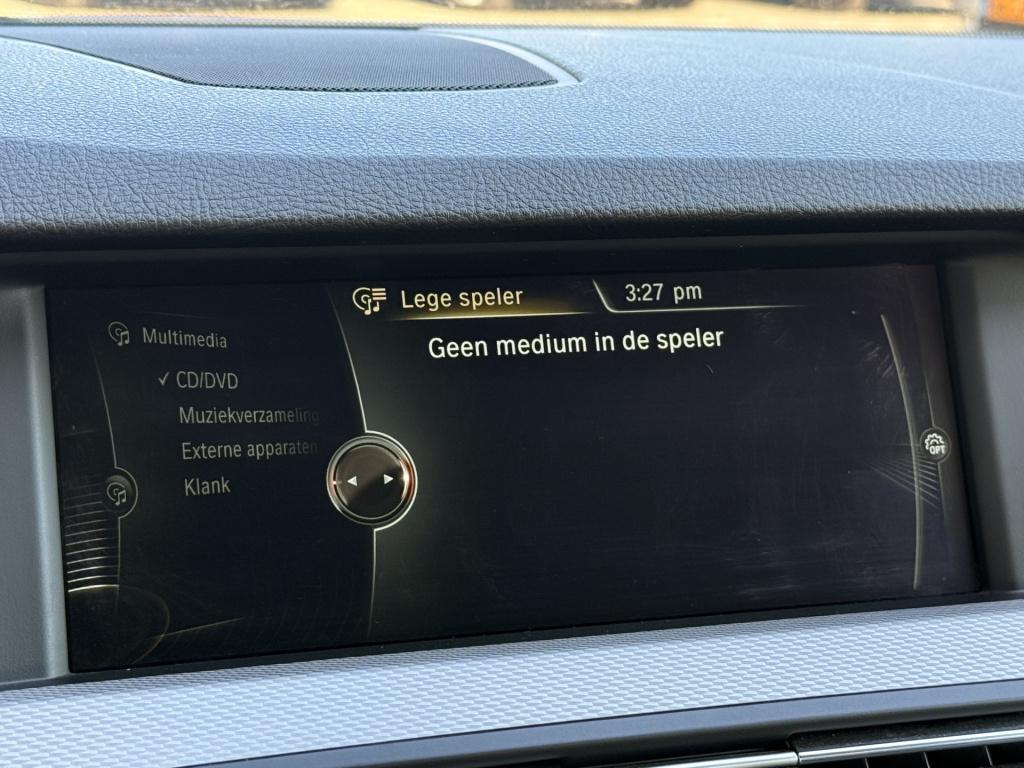 Lege speler
3:27 pm
Geen medium in de speler
Multimedia
✓ CD/DVD
Muziekverzameling
Externe apparaten
Klank
OPT